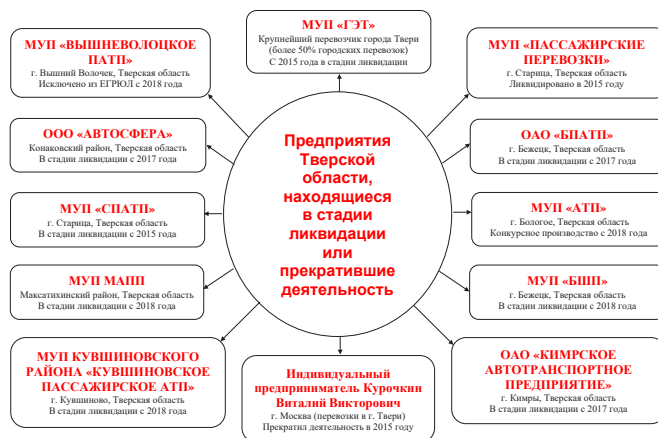 МУП «ГЭТ»
Крупнейший перевозчик города Твери
(более 50% городских перевозок)
С 2015 года в стадии ликвидации
МУП «ВЫШНЕВОЛОЦКОЕ
ПАТП»
г. Вышний Волочек, Тверская область
Исключено из ЕГРЮЛ с 2018 года
МУП «ПАССАЖИРСКИЕ
ПЕРЕВОЗКИ»
г. Старица, Тверская область
Ликвидировано в 2015 году
ООО «АВТОСФЕРА»
Конаковский район, Тверская область
В стадии ликвидации с 2017 года
ОАО «БПАТП»
г. Бежецк, Тверская область
В стадии ликвидации с 2017 года
Предприятия
Тверской
области,
находящиеся
в стадии
ликвидации
или
прекратившие
деятельность
МУП «СПАТП»
г. Старица, Тверская область
В стадии ликвидации с 2015 года
МУП «АТП»
г. Бологое, Тверская область
Конкурсное производство с 2018 года
МУП МАПП
Максатихинский район, Тверская область
В стадии ликвидации с 2018 года
МУП «БШП»
г. Бежецк, Тверская область
В стадии ликвидации с 2018 года
МУП КУВШИНОВСКОГО
РАЙОНА «КУВШИНОВСКОЕ
ПАССАЖИРСКОЕ АТП»
г. Кувшиново, Тверская область
В стадии ликвидации с 2018 года
Индивидуальный
предприниматель Курочкин
Виталий Викторович
г. Москва (перевозки в г. Твери)
Прекратил деятельность в 2015 году
ОАО «КИМРСКОЕ
АВТОТРАНСПОРТНОЕ
ПРЕДПРИЯТИЕ»
г. Кимры, Тверская область
В стадии ликвидации с 2017 года